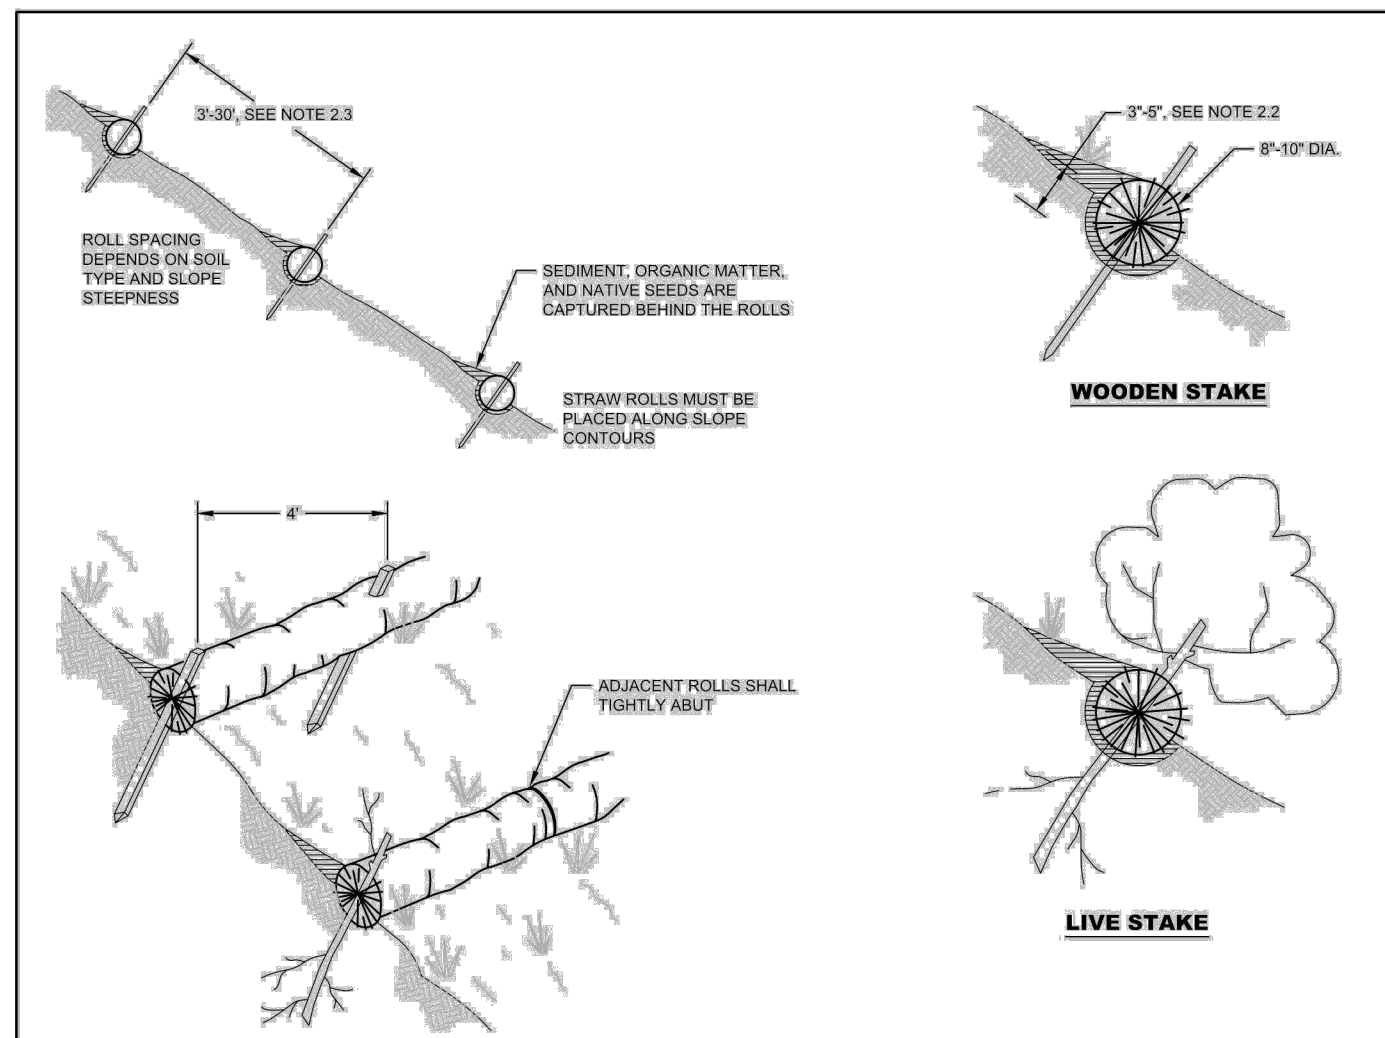 3'-30', SEE NOTE 2.3
ROLL SPACING
DEPENDS ON SOIL
TYPE AND SLOPE
STEEPNESS
SEDIMENT, ORGANIC MATTER,
AND NATIVE SEEDS ARE
CAPTURED BEHIND THE ROLLS
STRAW ROLLS MUST BE
PLACED ALONG SLOPE
CONTOURS
3"-5", SEE NOTE 2.2
8"-10" DIA.
WOODEN STAKE
4'
ADJACENT ROLLS SHALL
TIGHTLY ABUT
LIVE STAKE